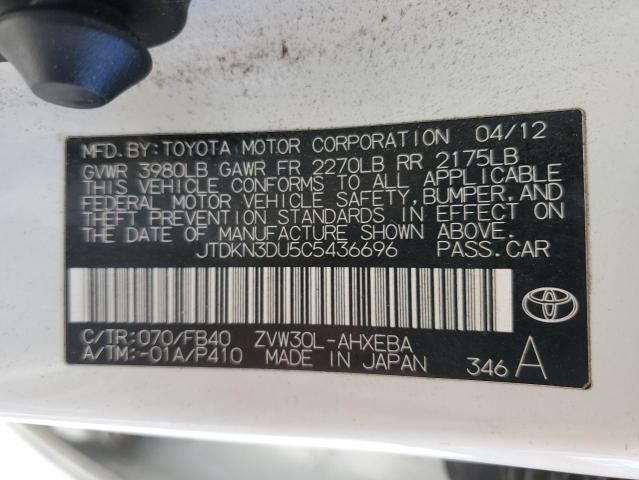 MFD. BY: TOYOTA MOTOR CORPORATION 04/12
GVWR 3980LB GAWR FR 2270LB RR 2175LB
THIS VEHICLE CONFORMS TO ALL APPLICABLE
FEDERAL MOTOR VEHICLE SAFETY, BUMPER, AND
THEFT PREVENTION STANDARDS IN EFFECT ON
THE DATE OF MANUFACTURE SHOWN ABOVE.
JTDKN3DU5C5436696 PASS. CAR
C/TR: 070/FB40 ZVW30L-AHXEBA
A/TM: -01A/P410 MADE IN JAPAN 346 A